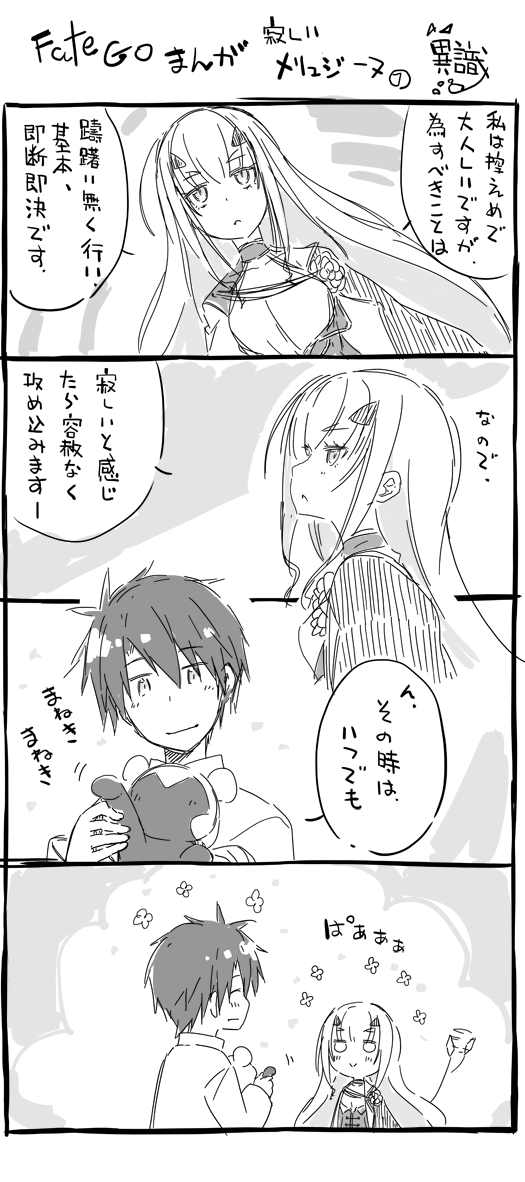 FateGOまんが
寂しい
メリュジーヌ①
異識
私は控えめで
大人しいですが、
為すべきことは
躊躇い無く行い、
基本、
即断即決です。
なので、
寂しいと感じ
たら容赦なく
攻め込みますー
ん、
その時は、
いつでも。
まねき
まねき
ぱぁぁぁ